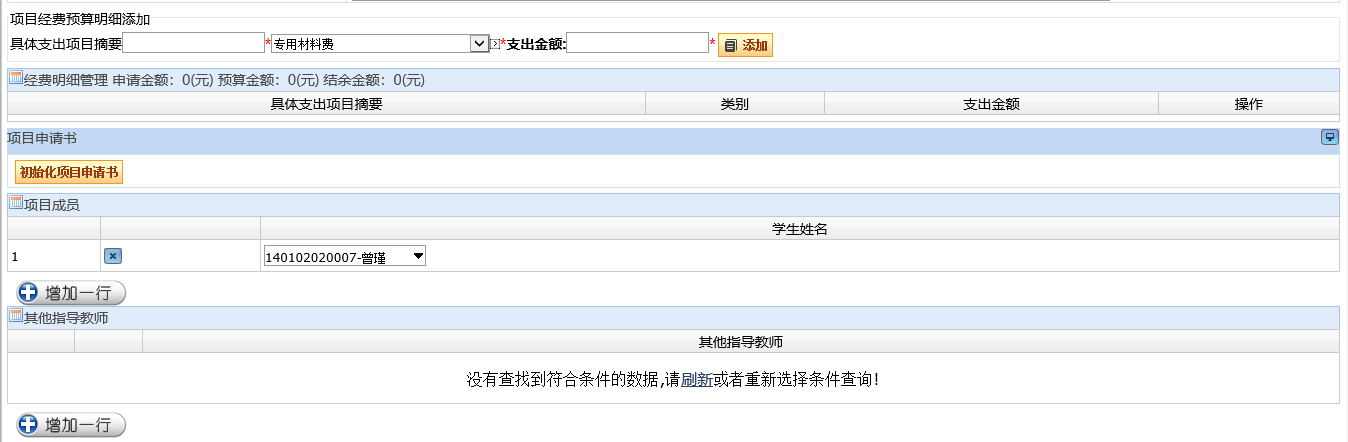 项目经费预算明细添加
具体支出项目摘要 * 专用材料费 *支出金额: * 添加
经费明细管理 申请金额：0(元) 预算金额：0(元) 结余金额：0(元)
具体支出项目摘要 类别 支出金额 操作
项目申请书
初始化项目申请书
项目成员
学生姓名
1 140102020007-曾瑾
增加一行
其他指导教师
其他指导教师
没有查找到符合条件的数据,请刷新或者重新选择条件查询!
增加一行